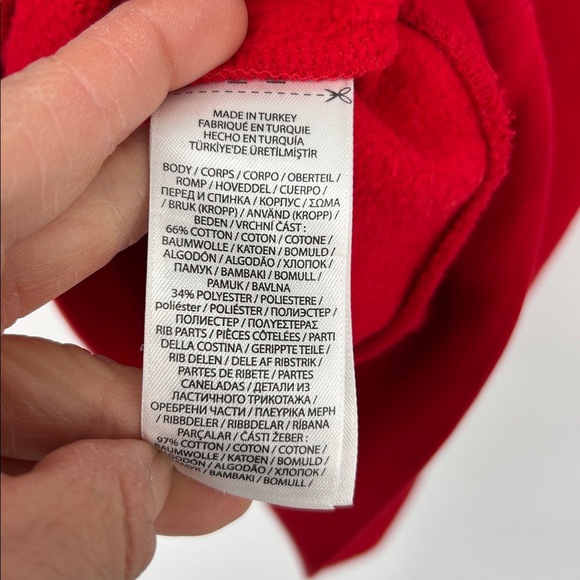 MADE IN TURKEY
FABRIQUÉ EN TURQUIE
HECHO EN TURQUÍA
TÜRKİYE'DE ÜRETİLMİŞTİR
BODY / CORPS / CORPO / OBERTEIL /
ROMP / HOVEDDEL / CUERPO /
ПЕРЕД И СПИНКА / КОРПУС / ΣΩΜΑ
/ BRUK (KROPP) / ANVÄND (KROPP) /
BEDEN / VRCHNÍ ČÁST :
66% COTTON / COTON / COTONE /
BAUMWOLLE / KATOEN / BOMULD /
ALGODÓN / ALGODÃO / ХЛОПОК /
ПАМУК / ΒΑΜΒΑΚΙ / BOMULL /
PAMUK / BAVLNA
34% POLYESTER / POLIESTERE /
poliéster / POLIÉSTER / ПОЛИЭСТЕР /
ПОЛИЕСТЕР / ΠΟΛΥΕΣΤΕΡΑΣ
RIB PARTS / PIÈCES CÔTELÉES / PARTI
DELLA COSTINA / GERIPPTE TEILE /
RIB DELEN / DELE AF RIBSTRIK /
PARTES DE RIBETE / PARTES
CANELADAS / ДЕТАЛИ ИЗ
ЛАСТИЧНОГО ТРИКОТАЖА /
ОРЕБРЕНИ ЧАСТИ / ΠΛΕΥΡΙΚΑ ΜΕΡΗ
/ RIBBDELER / RIBBDELAR / RİBANA
PARÇALAR / ČÁSTI ŽEBER :
97% COTTON / COTON / COTONE /
BAUMWOLLE / KATOEN / BOMULD /
ALGODÓN / ALGODÃO / ХЛОПОК /
ПАМУК / ΒΑΜΒΑΚΙ / BOMULL /